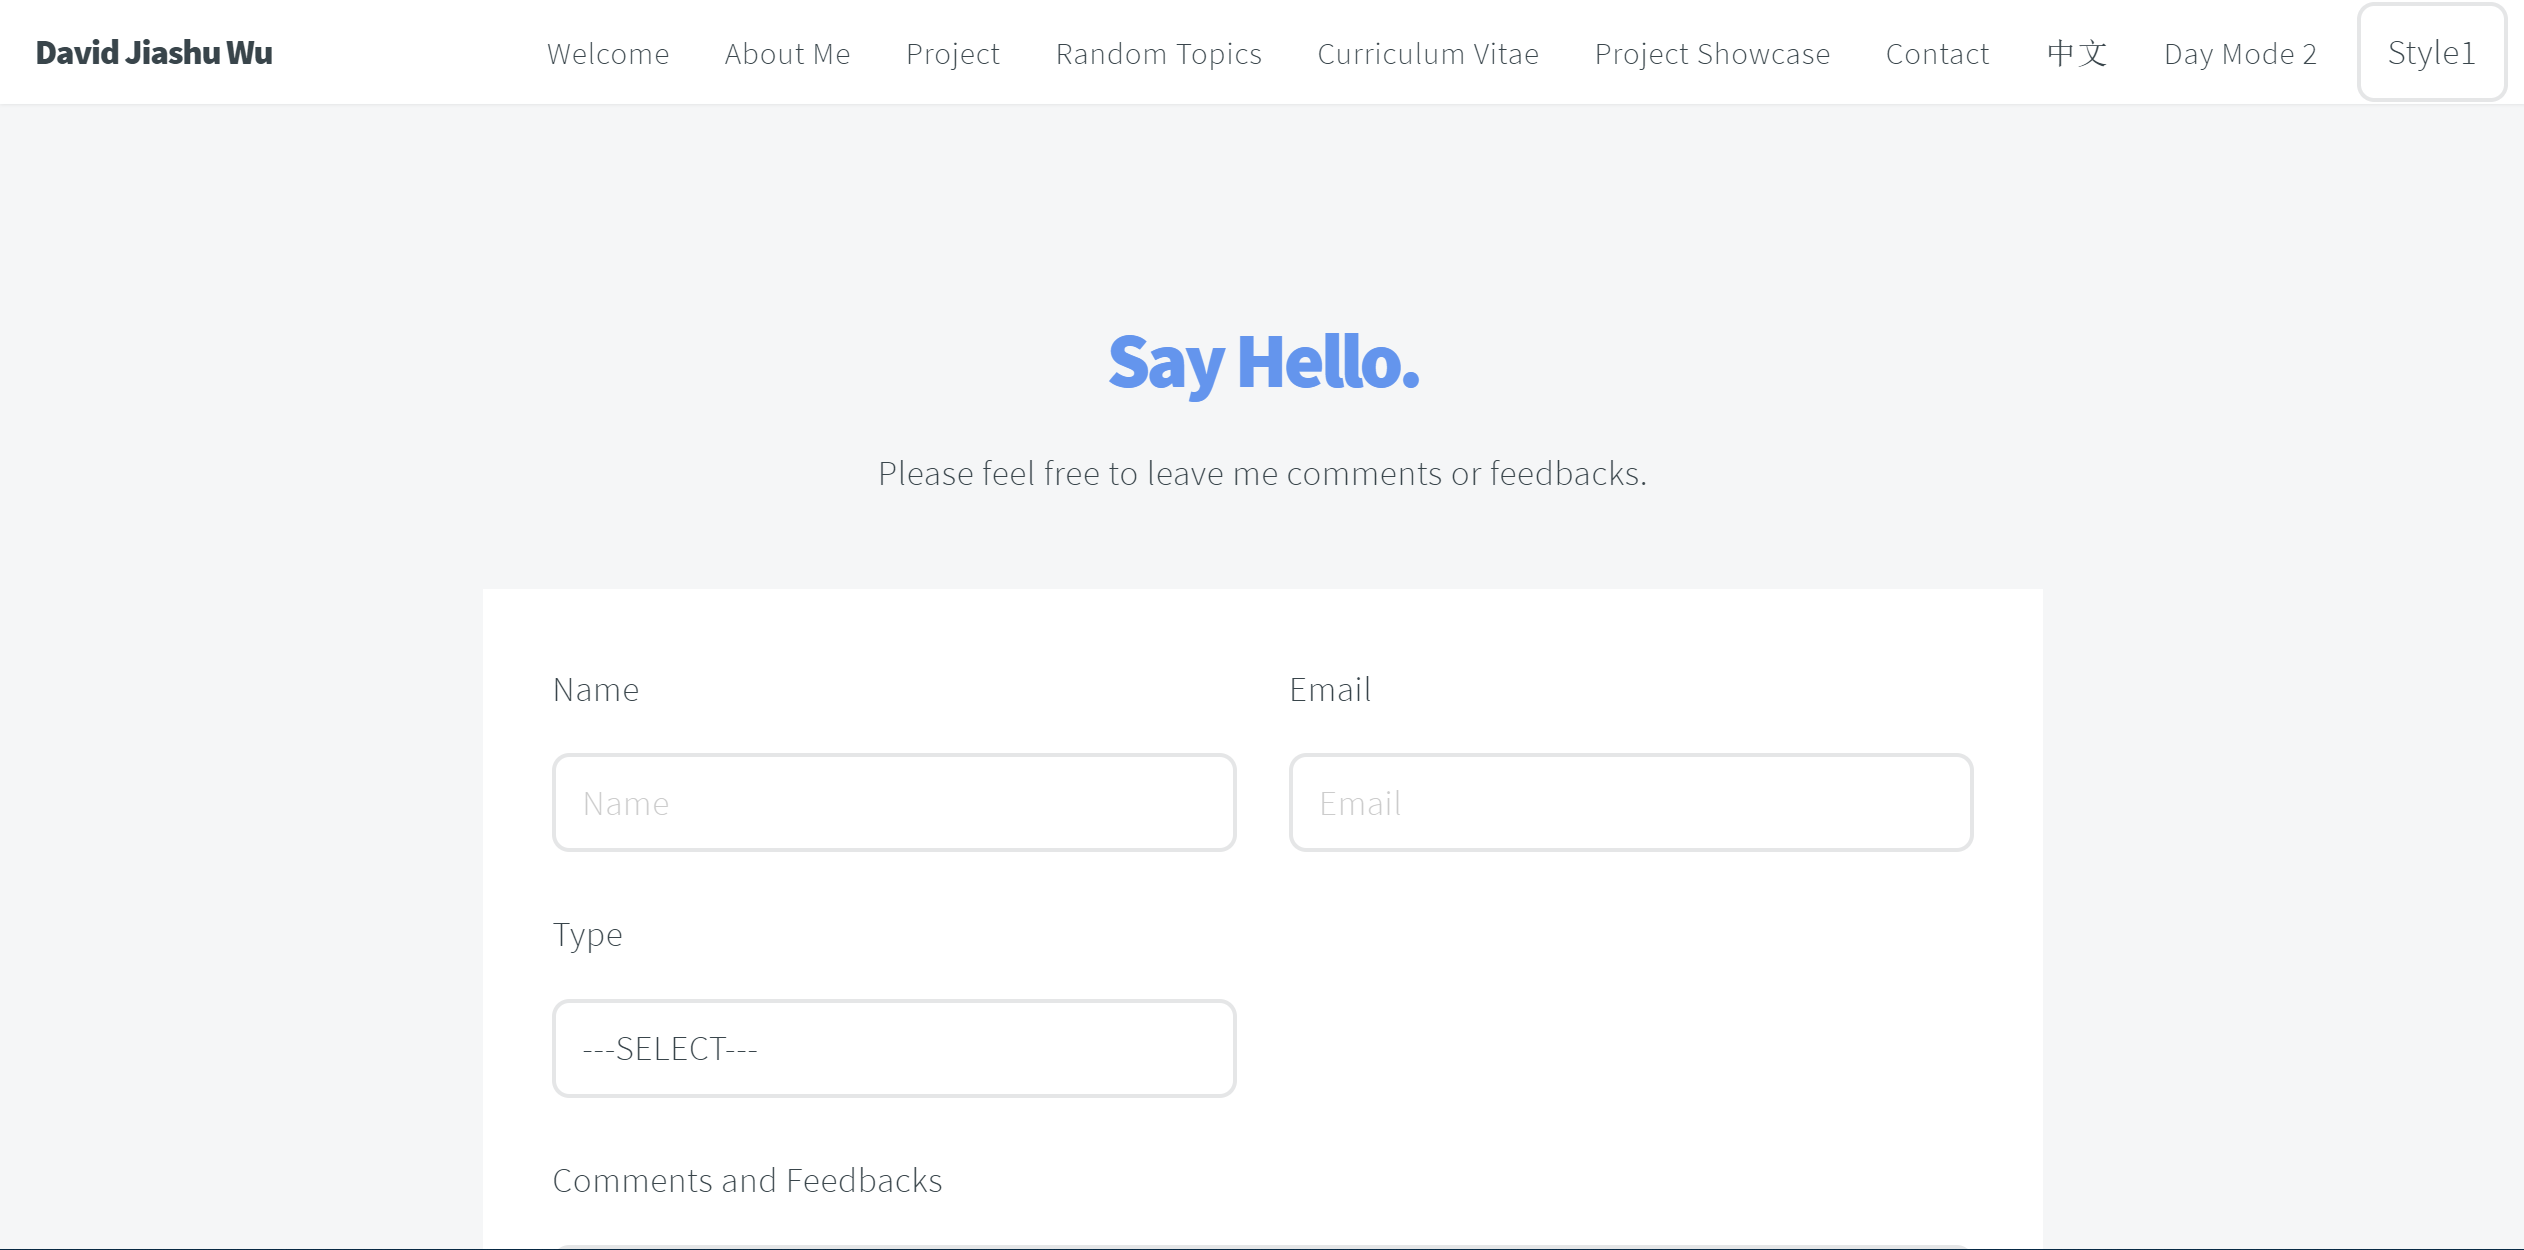 David Jiashu Wu Welcome About Me Project Random Topics Curriculum Vitae Project Showcase Contact 中文 Day Mode 2 Style1
Say Hello.
Please feel free to leave me comments or feedbacks.
Name Email
Name Email
Type
---SELECT---
Comments and Feedbacks